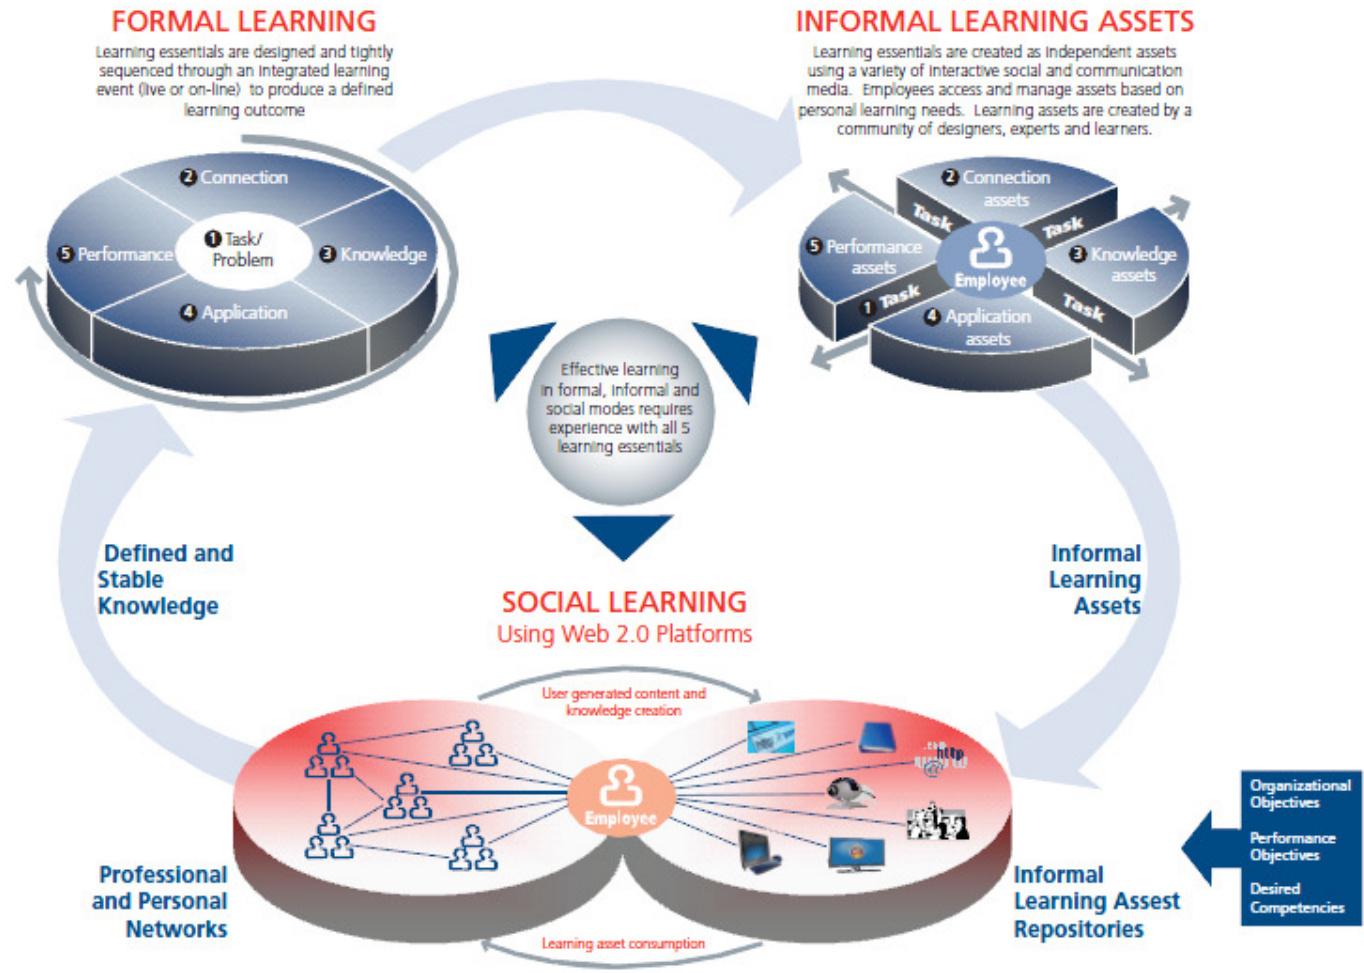 FORMAL LEARNING
Learning essentials are designed and tightly
sequenced through an integrated learning
event (live or on-line) to produce a defined
learning outcome
2 Connection
1 Task/
Problem
3 Knowledge
4 Application
5 Performance
INFORMAL LEARNING ASSETS
Learning essentials are created as independent assets
using a variety of interactive social and communication
media. Employees access and manage assets based on
personal learning needs. Learning assets are created by a
community of designers, experts and learners.
2 Connection
assets
Task
Task
5 Performance
assets
Employee
3 Knowledge
assets
1 Task
Task
4 Application
assets
Effective learning
in formal, informal and
social modes requires
experience with all 5
learning essentials
Defined and
Stable
Knowledge
Informal
Learning
Assets
SOCIAL LEARNING
Using Web 2.0 Platforms
User generated content and
knowledge creation
http
.com
http
@
Employee
Professional
and Personal
Networks
Informal
Learning Assest
Repositories
Learning asset consumption
Organizational
Objectives
Performance
Objectives
Desired
Competencies